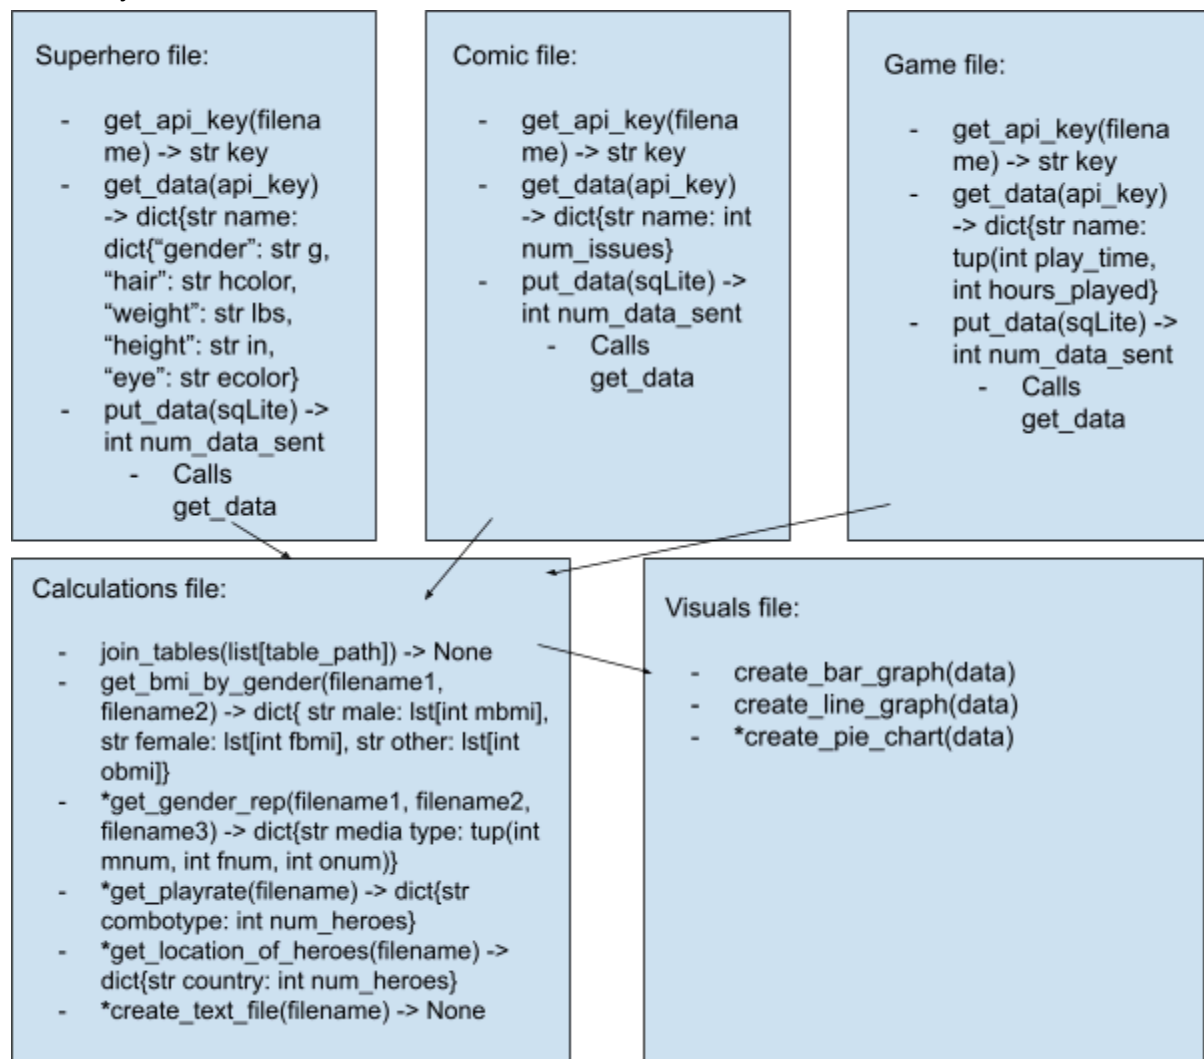 Superhero file:
- get_api_key(filena
me) -> str key
- get_data(api_key)
-> dict{str name:
dict{“gender”: str g,
“hair”: str hcolor,
“weight”: str lbs,
“height”: str in,
“eye”: str ecolor}
- put_data(sqLite) ->
int num_data_sent
- Calls
get_data
Comic file:
- get_api_key(filena
me) -> str key
- get_data(api_key)
-> dict{str name: int
num_issues}
- put_data(sqLite) ->
int num_data_sent
- Calls
get_data
Game file:
- get_api_key(filena
me) -> str key
- get_data(api_key)
-> dict{str name:
tup(int play_time,
int hours_played}
- put_data(sqLite) ->
int num_data_sent
- Calls
get_data
Calculations file:
- join_tables(list[table_path]) -> None
- get_bmi_by_gender(filename1,
filename2) -> dict{ str male: lst[int mbmi],
str female: lst[int fbmi], str other: lst[int
obmi]}
- *get_gender_rep(filename1, filename2,
filename3) -> dict{str media type: tup(int
mnum, int fnum, int onum)}
- *get_playrate(filename) -> dict{str
combotype: int num_heroes}
- *get_location_of_heroes(filename) ->
dict{str country: int num_heroes}
- *create_text_file(filename) -> None
Visuals file:
- create_bar_graph(data)
- create_line_graph(data)
- *create_pie_chart(data)